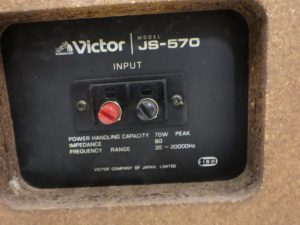 Victor MODEL JS-570
INPUT
POWER HANDLING CAPACITY 70W PEAK
IMPEDANCE 8Ω
FREQUENCY RANGE 35~20000Hz
VICTOR COMPANY OF JAPAN, LIMITED